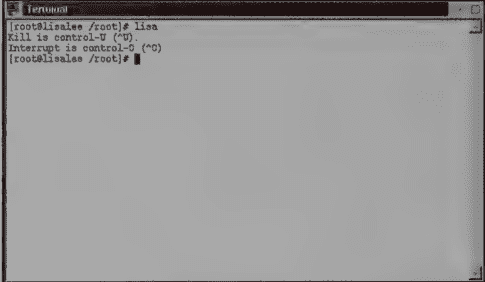 Terminal
[root@lisalee /root]# lisa
Kill is control-U (^U).
Interrupt is control-C (^C)
[root@lisalee /root]#